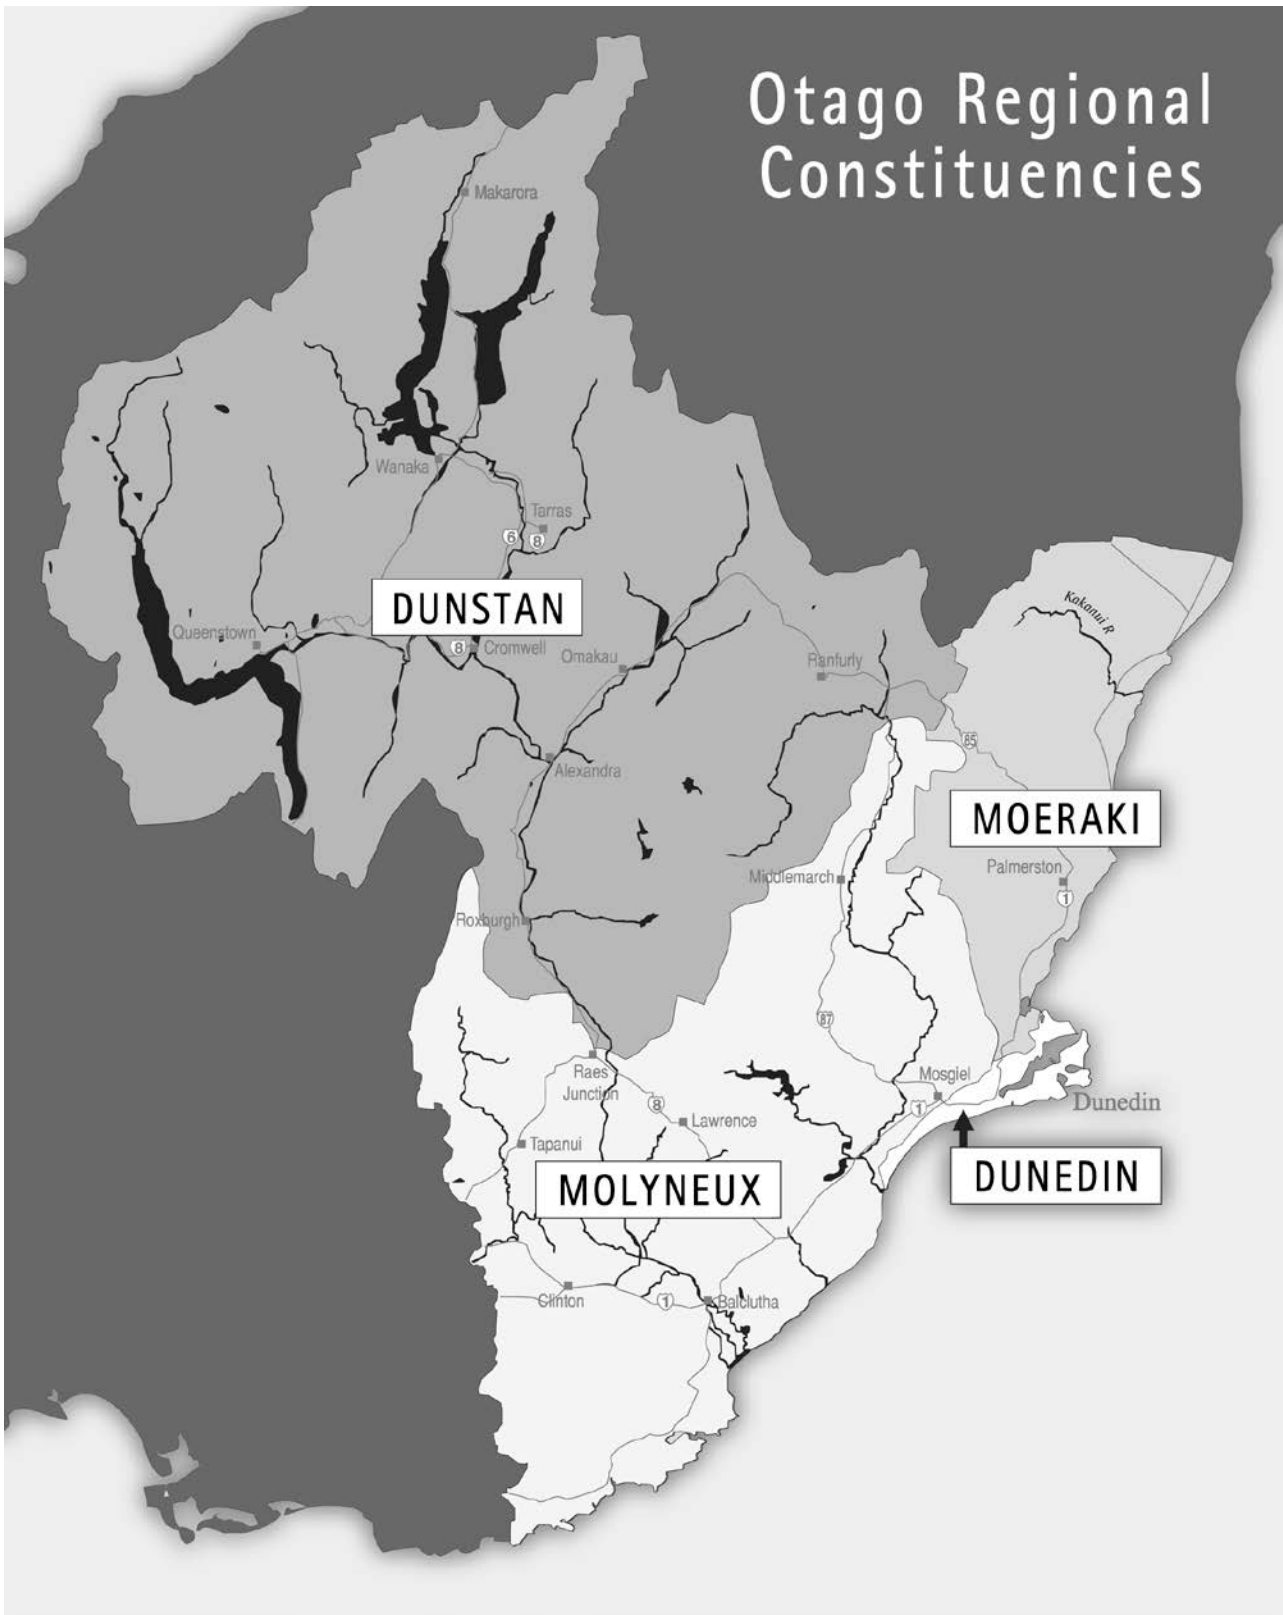 Otago Regional
Constituencies
Makarora
Wanaka
Tarras
6
8
DUNSTAN
Kakanui R
Queenstown
8
Cromwell
Omakau
Ranfurly
85
Alexandra
MOERAKI
Palmerston
Middlemarch
1
Roxburgh
87
Raes
Junction
Mosgiel
8
1
Dunedin
Lawrence
Tapanui
MOLYNEUX
DUNEDIN
Clinton
1
Balclutha